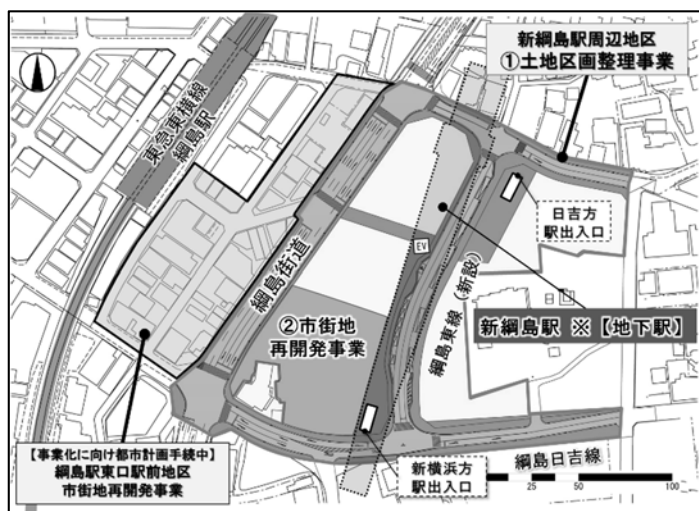 新綱島駅周辺地区
①土地区画整理事業
東急東横線
綱島駅
日吉方
駅出入口
EV
綱島街道
綱島東線(新設)
新綱島駅 ※【地下駅】
②市街地
再開発事業
【事業化に向け都市計画手続中】
綱島駅東口駅前地区
市街地再開発事業
新横浜方
駅出入口
綱島日吉線
25 50 100